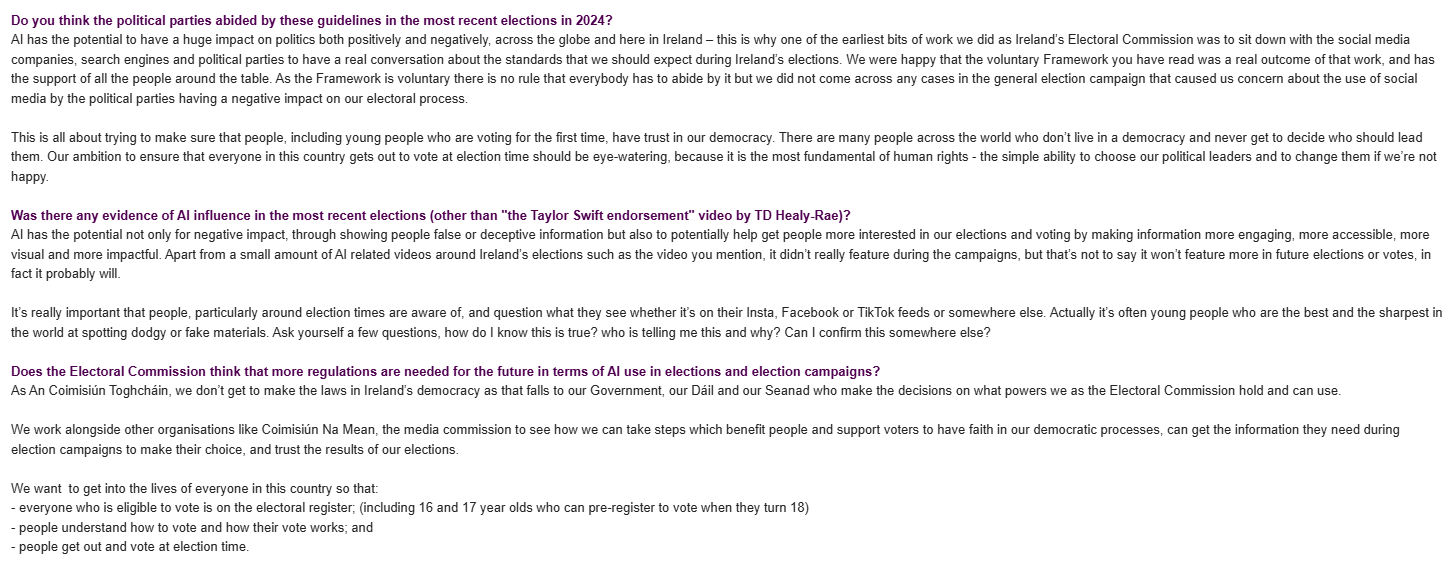 Do you think the political parties abided by these guidelines in the most recent elections in 2024?
AI has the potential to have a huge impact on politics both positively and negatively, across the globe and here in Ireland – this is why one of the earliest bits of work we did as Ireland's Electoral Commission was to sit down with the social media
companies, search engines and political parties to have a real conversation about the standards that we should expect during Ireland's elections. We were happy that the voluntary Framework you have read was a real outcome of that work, and has
the support of all the people around the table. As the Framework is voluntary there is no rule that everybody has to abide by it but we did not come across any cases in the general election campaign that caused us concern about the use of social
media by the political parties having a negative impact on our electoral process.
This is all about trying to make sure that people, including young people who are voting for the first time, have trust in our democracy. There are many people across the world who don't live in a democracy and never get to decide who should lead
them. Our ambition to ensure that everyone in this country gets out to vote at election time should be eye-watering, because it is the most fundamental of human rights - the simple ability to choose our political leaders and to change them if we're not
happy.
Was there any evidence of AI influence in the most recent elections (other than "the Taylor Swift endorsement" video by TD Healy-Rae)?
AI has the potential not only for negative impact, through showing people false or deceptive information but also to potentially help get people more interested in our elections and voting by making information more engaging, more accessible, more
visual and more impactful. Apart from a small amount of AI related videos around Ireland's elections such as the video you mention, it didn't really feature during the campaigns, but that's not to say it won't feature more in future elections or votes, in
fact it probably will.
It's really important that people, particularly around election times are aware of, and question what they see whether it's on their Insta, Facebook or TikTok feeds or somewhere else. Actually it's often young people who are the best and the sharpest in
the world at spotting dodgy or fake materials. Ask yourself a few questions, how do I know this is true? who is telling me this and why? Can I confirm this somewhere else?
Does the Electoral Commission think that more regulations are needed for the future in terms of AI use in elections and election campaigns?
As An Coimisiún Toghcháin, we don't get to make the laws in Ireland's democracy as that falls to our Government, our Dáil and our Seanad who make the decisions on what powers we as the Electoral Commission hold and can use.
We work alongside other organisations like Coimisiún Na Mean, the media commission to see how we can take steps which benefit people and support voters to have faith in our democratic processes, can get the information they need during
election campaigns to make their choice, and trust the results of our elections.
We want  to get into the lives of everyone in this country so that:
- everyone who is eligible to vote is on the electoral register; (including 16 and 17 year olds who can pre-register to vote when they turn 18)
- people understand how to vote and how their vote works; and
- people get out and vote at election time.